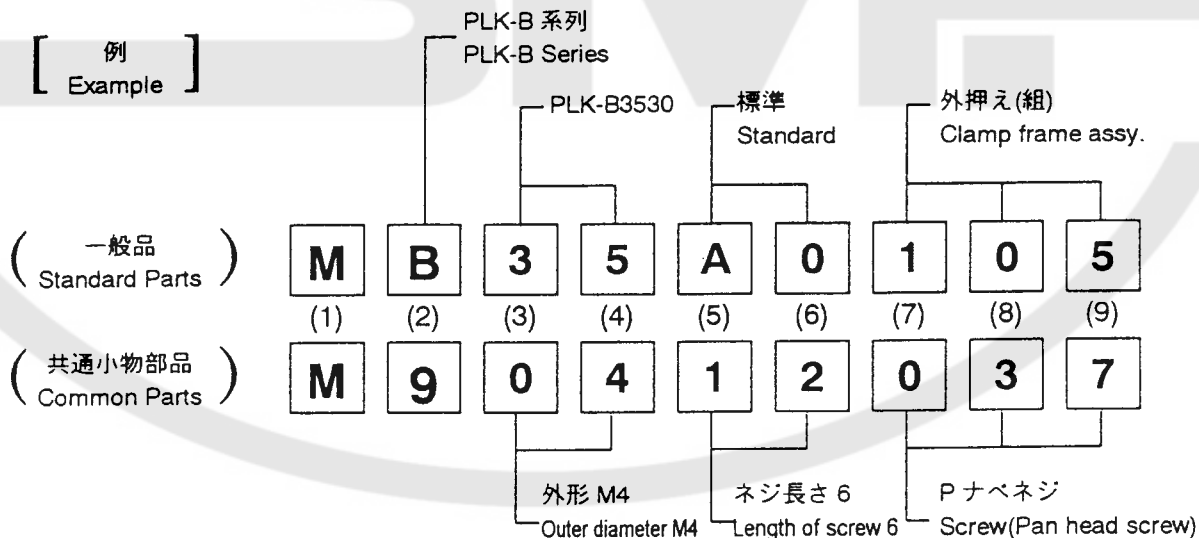 PLK-B 系列
PLK-B Series
例
Example
PLK-B3530
標準
Standard
外押え(組)
Clamp frame assy.
一般品
Standard Parts
M B 3 5 A 0 1 0 5
(1) (2) (3) (4) (5) (6) (7) (8) (9)
共通小物部品
Common Parts
M 9 0 4 1 2 0 3 7
外形 M4
Outer diameter M4
ネジ長さ 6
Length of screw 6
P ナベネジ
Screw(Pan head screw)